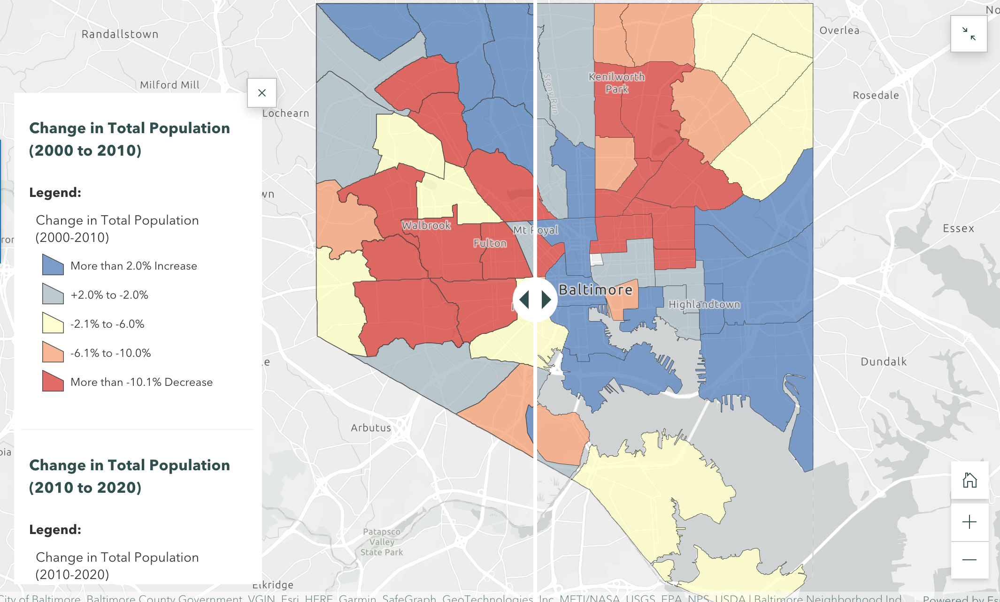 Randallstown
Milford Mill
Lochearn
Overlea
No
Rosedale
Essex
Dundalk
Arbutus
Elkridge
Patapsco
Valley
State Park
Kenilworth
Park
Stony Run
Walbrook
Fulton
Mt Royal
Baltimore
Highlandtown
wn
Change in Total Population
(2000 to 2010)
Legend:
Change in Total Population
(2000-2010)
More than 2.0% Increase
+2.0% to -2.0%
-2.1% to -6.0%
-6.1% to -10.0%
More than -10.1% Decrease
Change in Total Population
(2010 to 2020)
Legend:
Change in Total Population
(2010-2020)
City of Baltimore, Baltimore County Government, VGIN, Esri, HERE, Garmin, SafeGraph, GeoTechnologies, Inc, METI/NASA, USGS, EPA, NPS, USDA | Baltimore Neighborhood Ind
Powered by Es